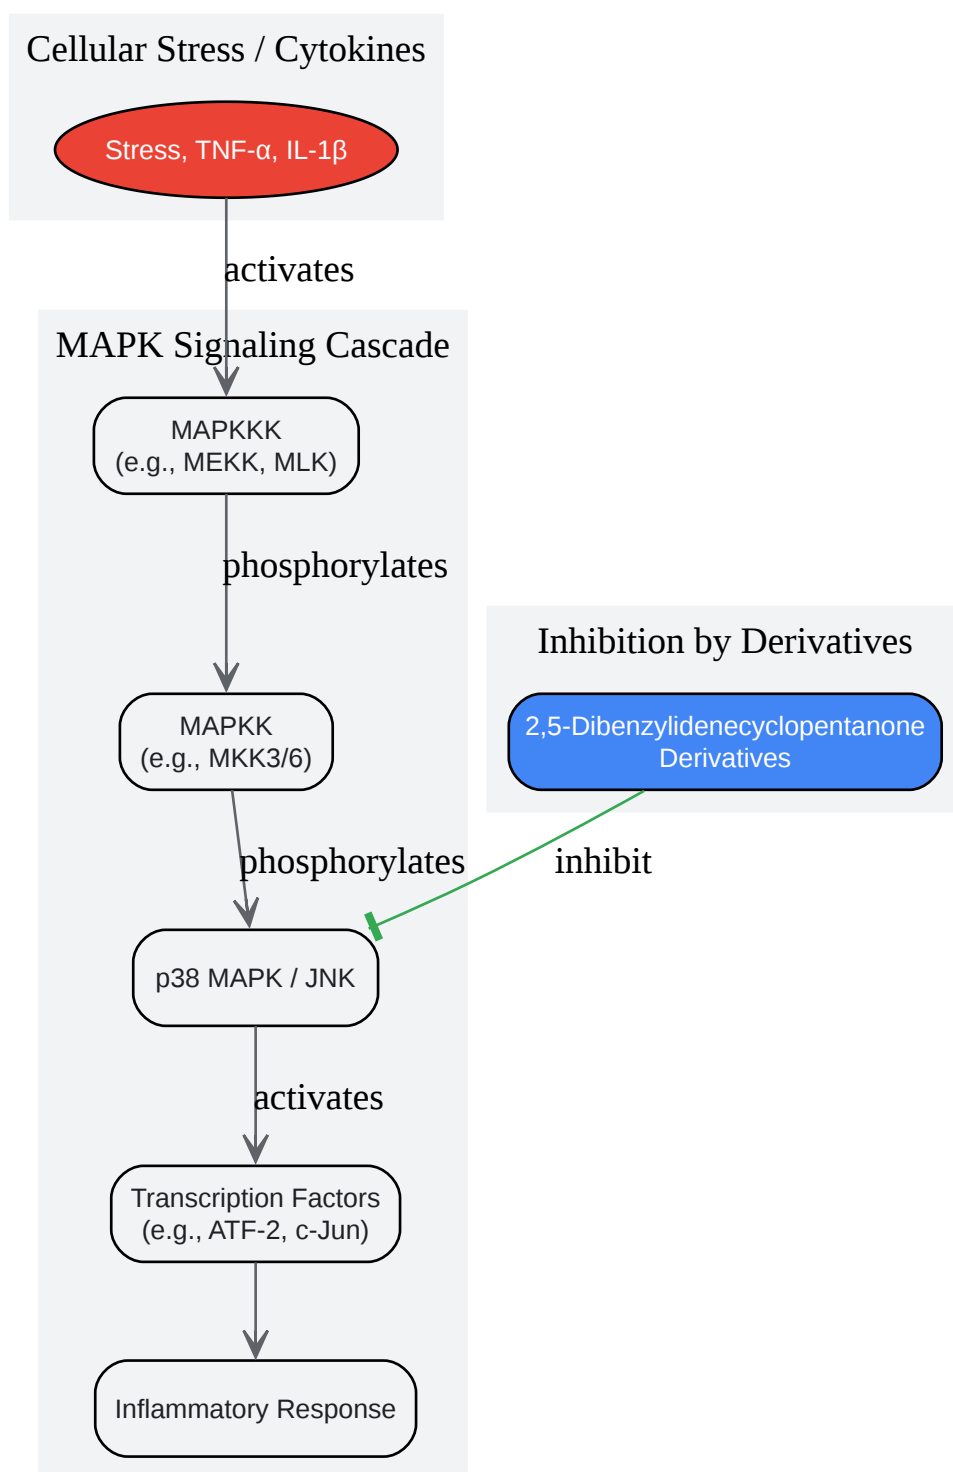 Cellular Stress / Cytokines
Stress, TNF-α, IL-1β
activates
MAPK Signaling Cascade
MAPKKK
(e.g., MEKK, MLK)
phosphorylates
Inhibition by Derivatives
MAPKK
(e.g., MKK3/6)
2,5-Dibenzylidenecyclopentanone
Derivatives
phosphorylates
inhibit
p38 MAPK / JNK
activates
Transcription Factors
(e.g., ATF-2, c-Jun)
Inflammatory Response